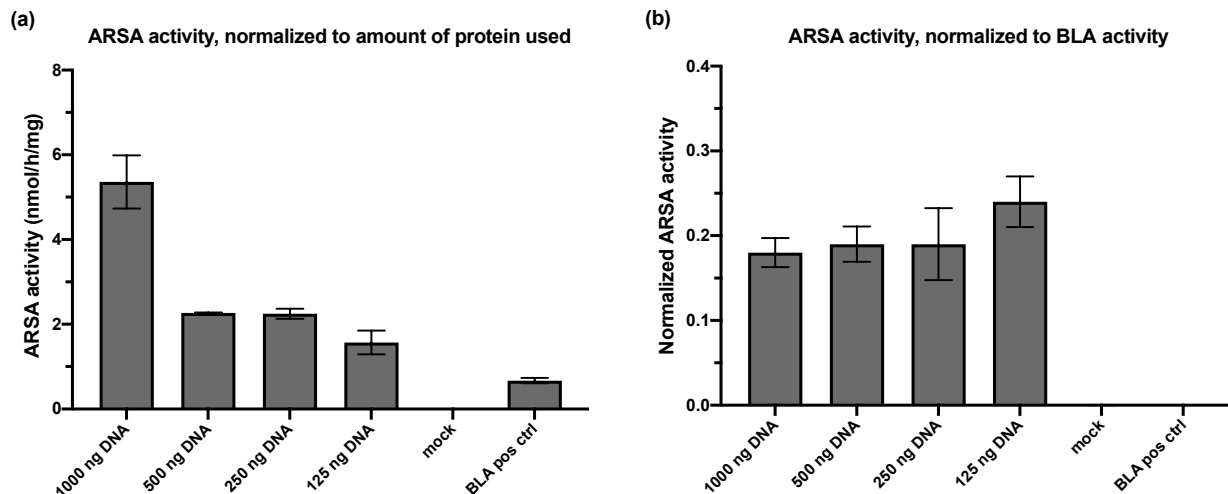 (a)
ARSA activity, normalized to amount of protein used
ARSA activity (nmol/h/mg)
8
6
4
2
0
1000 ng DNA
500 ng DNA
250 ng DNA
125 ng DNA
mock
BLA pos ctrl
(b)
ARSA activity, normalized to BLA activity
Normalized ARSA activity
0.4
0.3
0.2
0.1
0.0
1000 ng DNA
500 ng DNA
250 ng DNA
125 ng DNA
mock
BLA pos ctrl